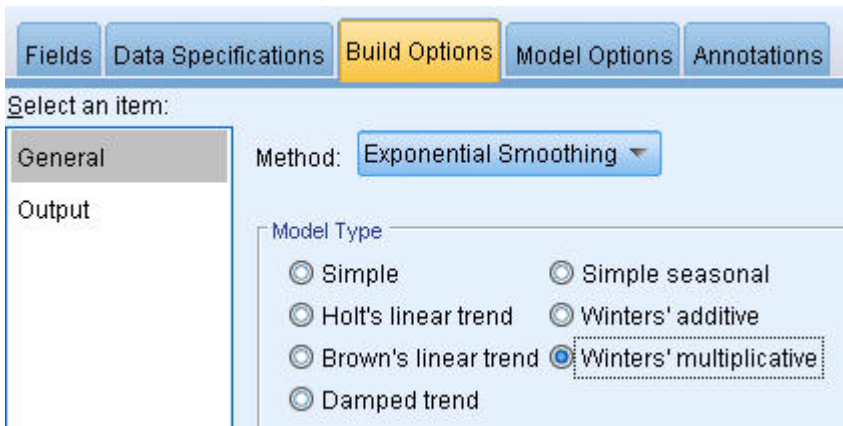 Fields Data Specifications Build Options Model Options Annotations
Select an item:
General
Output
Method: Exponential Smoothing
Model Type
Simple Simple seasonal
Holt's linear trend Winters' additive
Brown's linear trend Winters' multiplicative
Damped trend